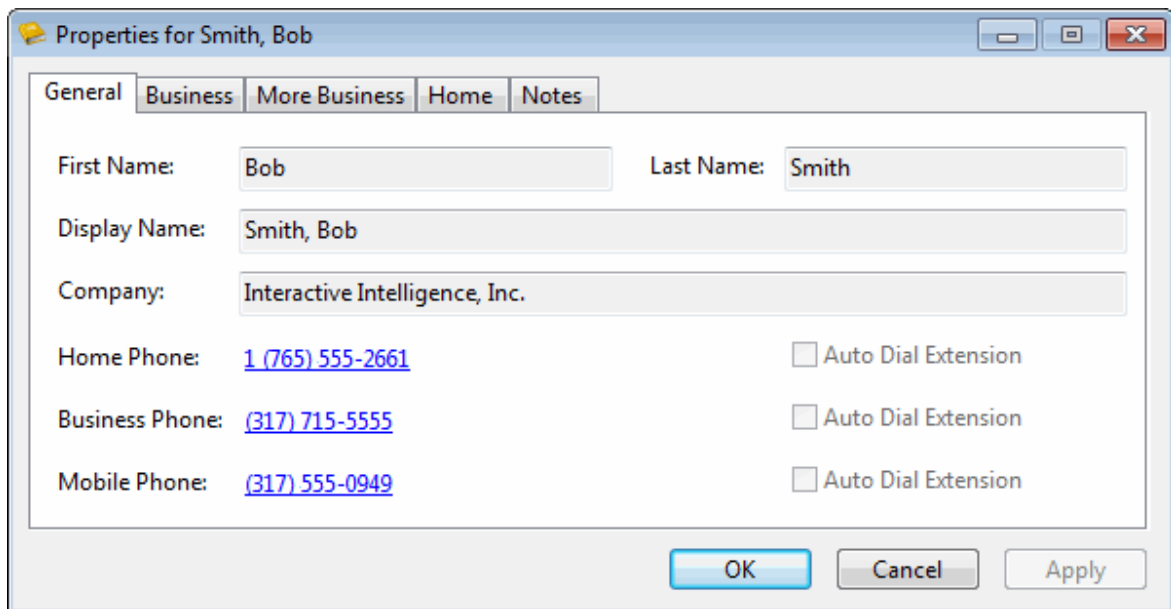 Properties for Smith, Bob
General Business More Business Home Notes
First Name: Bob Last Name: Smith
Display Name: Smith, Bob
Company: Interactive Intelligence, Inc.
Home Phone: 1 (765) 555-2661 Auto Dial Extension
Business Phone: (317) 715-5555 Auto Dial Extension
Mobile Phone: (317) 555-0949 Auto Dial Extension
OK Cancel Apply